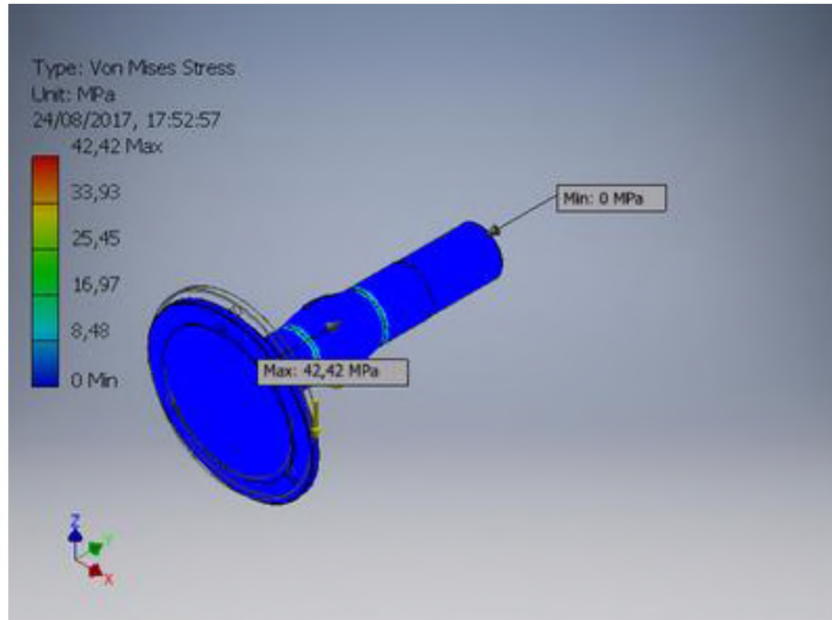 Type: Von Mises Stress
Unit: MPa
24/08/2017, 17:52:57
42,42 Max
33,93
25,45
16,97
8,48
0 Min
Min: 0 MPa
Max: 42,42 MPa
Z
Y
X